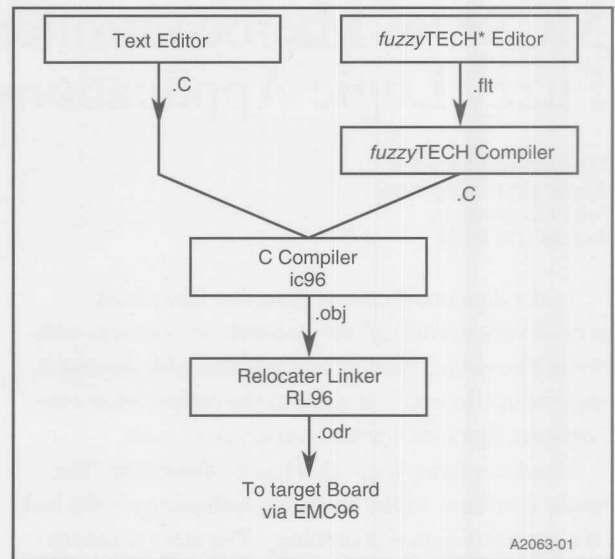 Text Editor
fuzzyTECH* Editor
.C
.flt
fuzzyTECH Compiler
.C
C Compiler
ic96
.obj
Relocater Linker
RL96
.odr
To target Board
via EMC96
A2063-01